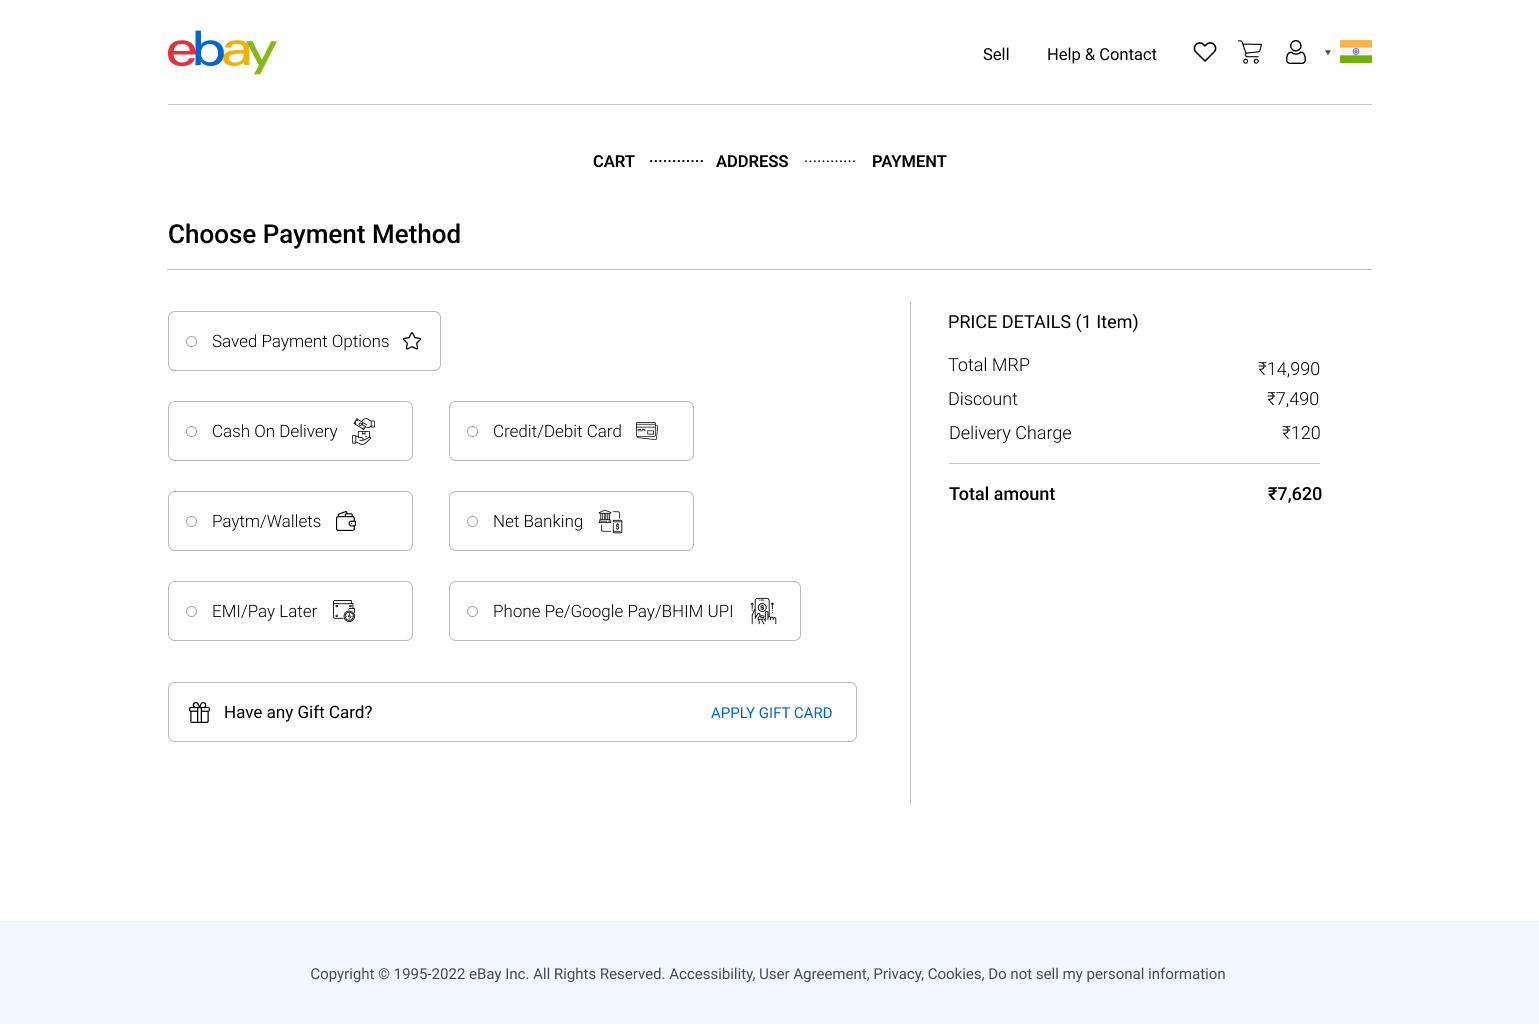 ebay
Sell Help & Contact
CART ············ ADDRESS ············ PAYMENT
Choose Payment Method
Saved Payment Options
Cash On Delivery
Credit/Debit Card
Paytm/Wallets
Net Banking
EMI/Pay Later
Phone Pe/Google Pay/BHIM UPI
Have any Gift Card? APPLY GIFT CARD
PRICE DETAILS (1 Item)
Total MRP ₹14,990
Discount ₹7,490
Delivery Charge ₹120
Total amount ₹7,620
Copyright © 1995-2022 eBay Inc. All Rights Reserved. Accessibility, User Agreement, Privacy, Cookies, Do not sell my personal information